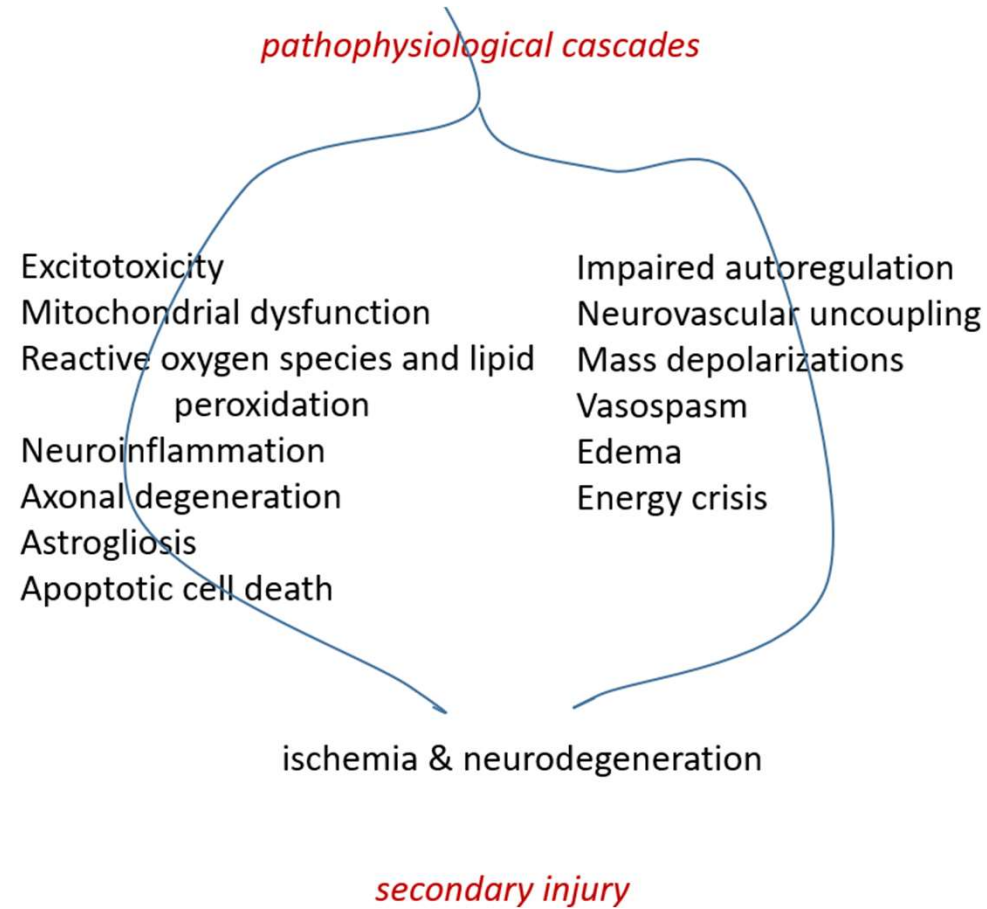 pathophysiological cascades
Excitotoxicity
Mitochondrial dysfunction
Reactive oxygen species and lipid
peroxidation
Neuroinflammation
Axonal degeneration
Astrogliosis
Apoptotic cell death
Impaired autoregulation
Neurovascular uncoupling
Mass depolarizations
Vasospasm
Edema
Energy crisis
ischemia & neurodegeneration
secondary injury